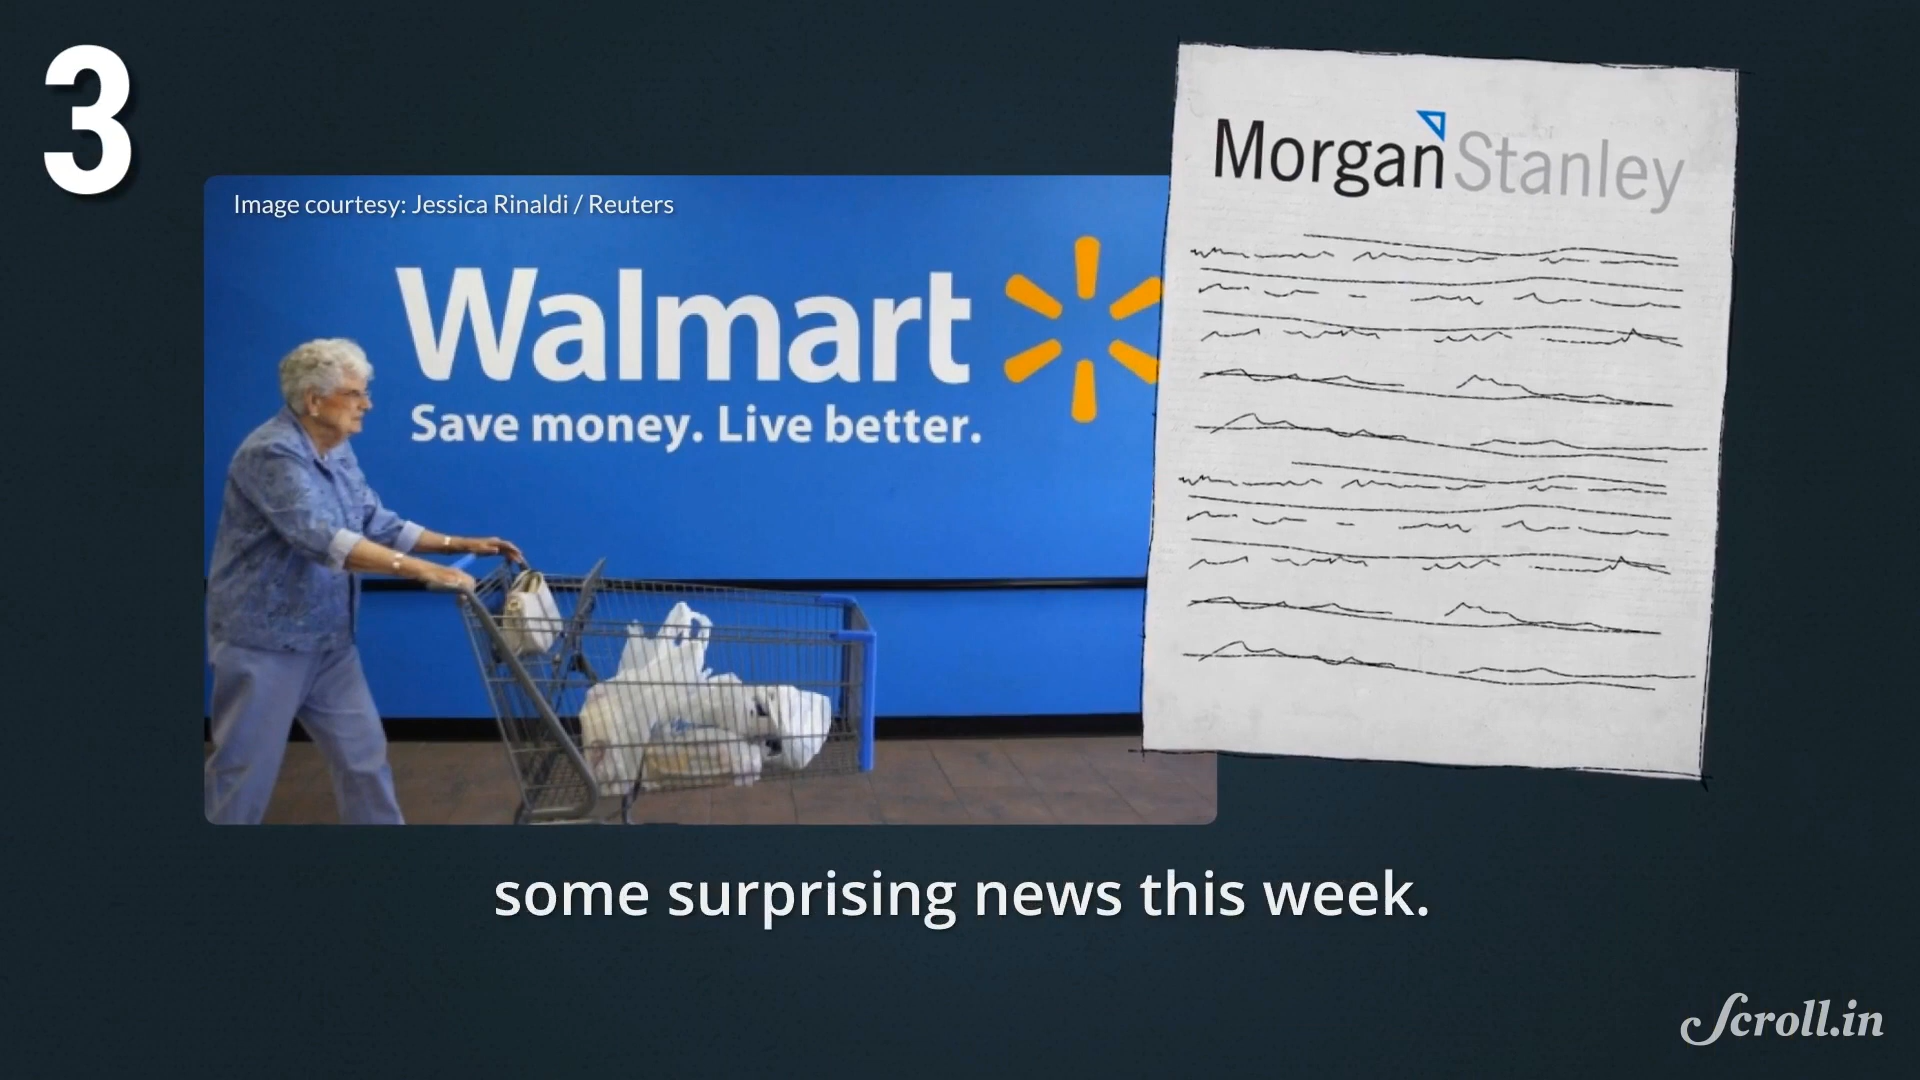 3
Image courtesy: Jessica Rinaldi / Reuters
Walmart
Save money. Live better.
Morgan Stanley
some surprising news this week.
Scroll.in